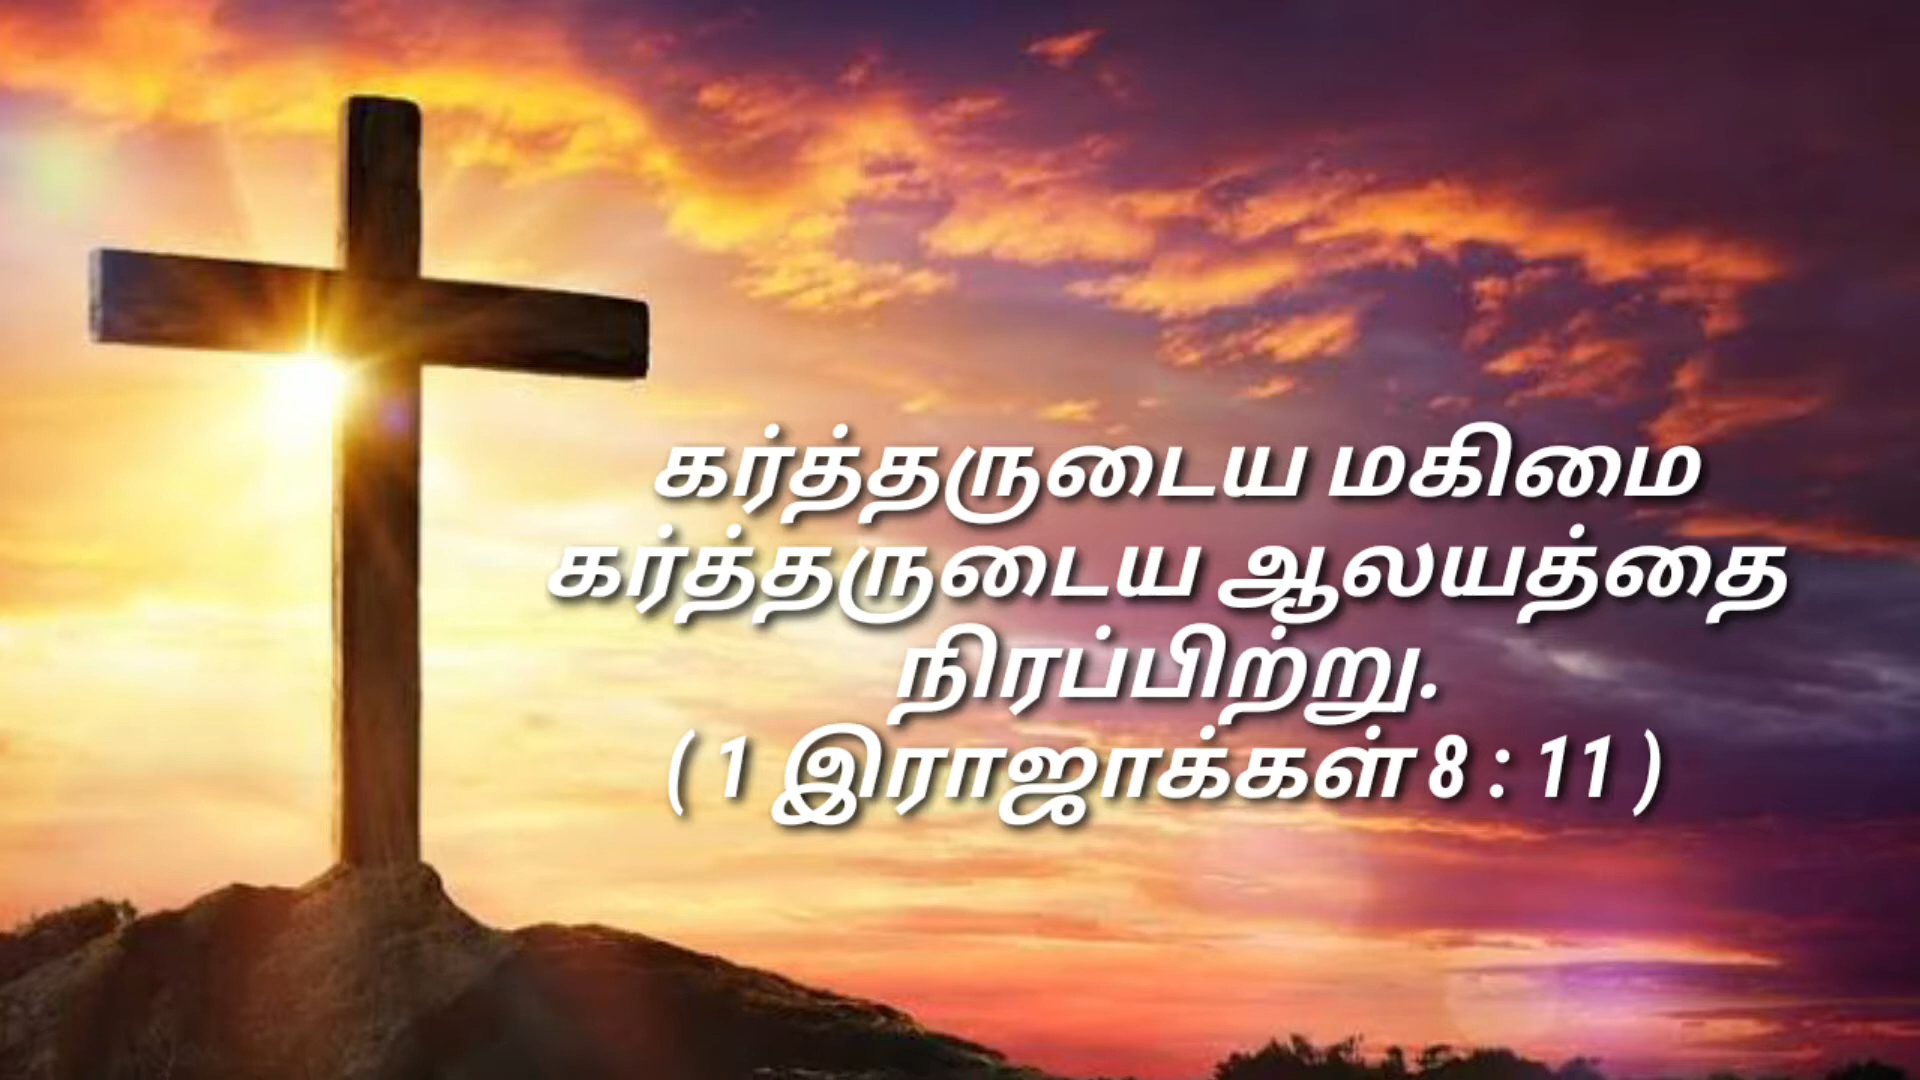 கர்த்தருடைய மகிமை
கர்த்தருடைய ஆலயத்தை
நிரப்பிற்று.
( 1 இராஜாக்கள் 8 : 11 )